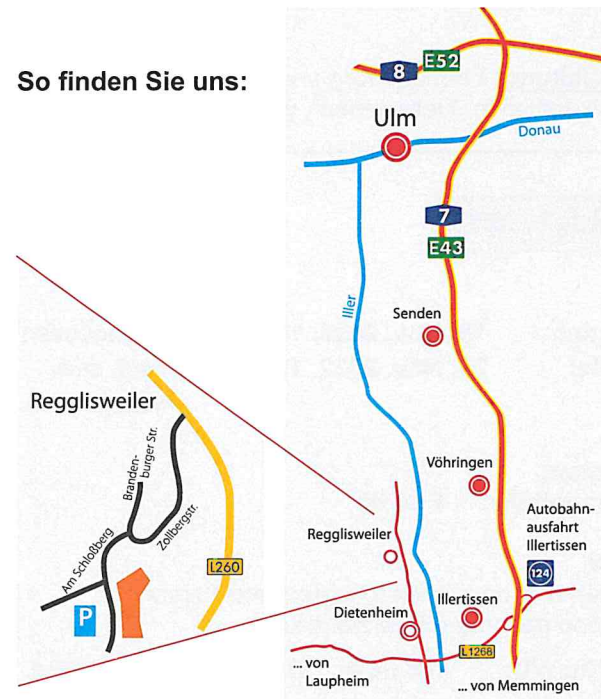 So finden Sie uns:
8
E52
Ulm
Donau
7
E43
Iller
Senden
Regglisweiler
Branden-
burger Str.
Zollbergstr.
Am Schloßberg
L260
P
Vöhringen
Autobahn-
ausfahrt
Illertissen
124
Regglisweiler
Dietenheim
Illertissen
L1268
... von
Laupheim
... von Memmingen